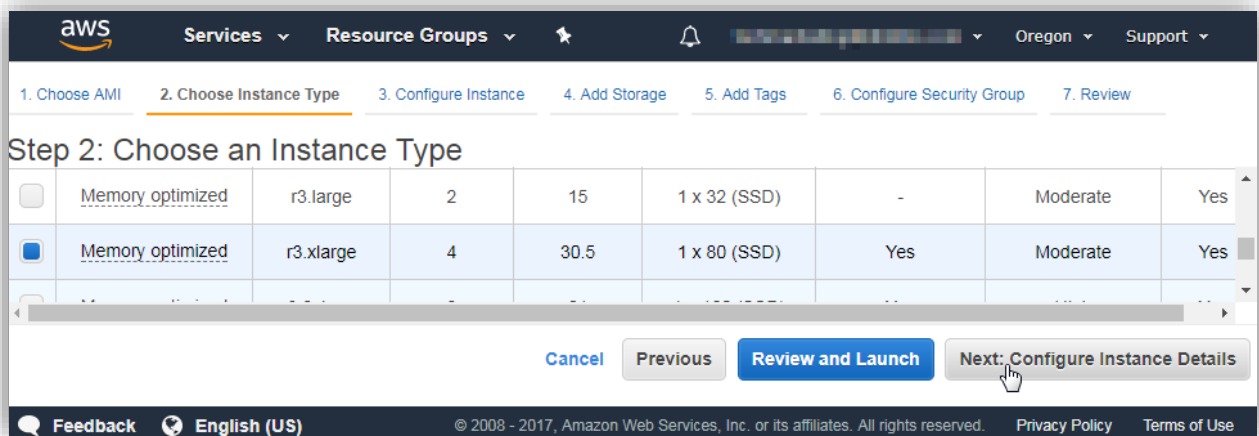 aws Services Resource Groups Oregon Support
1. Choose AMI 2. Choose Instance Type 3. Configure Instance 4. Add Storage 5. Add Tags 6. Configure Security Group 7. Review
Step 2: Choose an Instance Type
Memory optimized r3.large 2 15 1 x 32 (SSD) - Moderate Yes
Memory optimized r3.xlarge 4 30.5 1 x 80 (SSD) Yes Moderate Yes
Cancel Previous Review and Launch Next: Configure Instance Details
Feedback English (US) © 2008 - 2017, Amazon Web Services, Inc. or its affiliates. All rights reserved. Privacy Policy Terms of Use